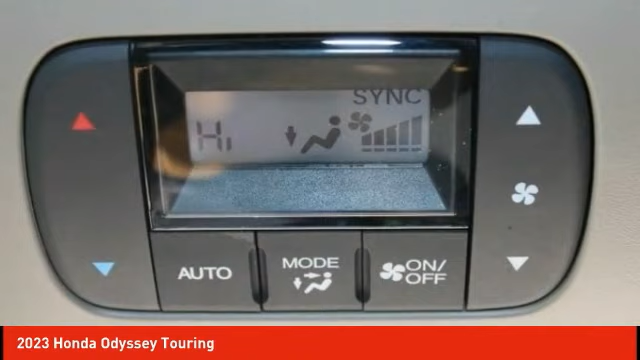 SYNC
Hi
AUTO
MODE
ON/
OFF
2023 Honda Odyssey Touring